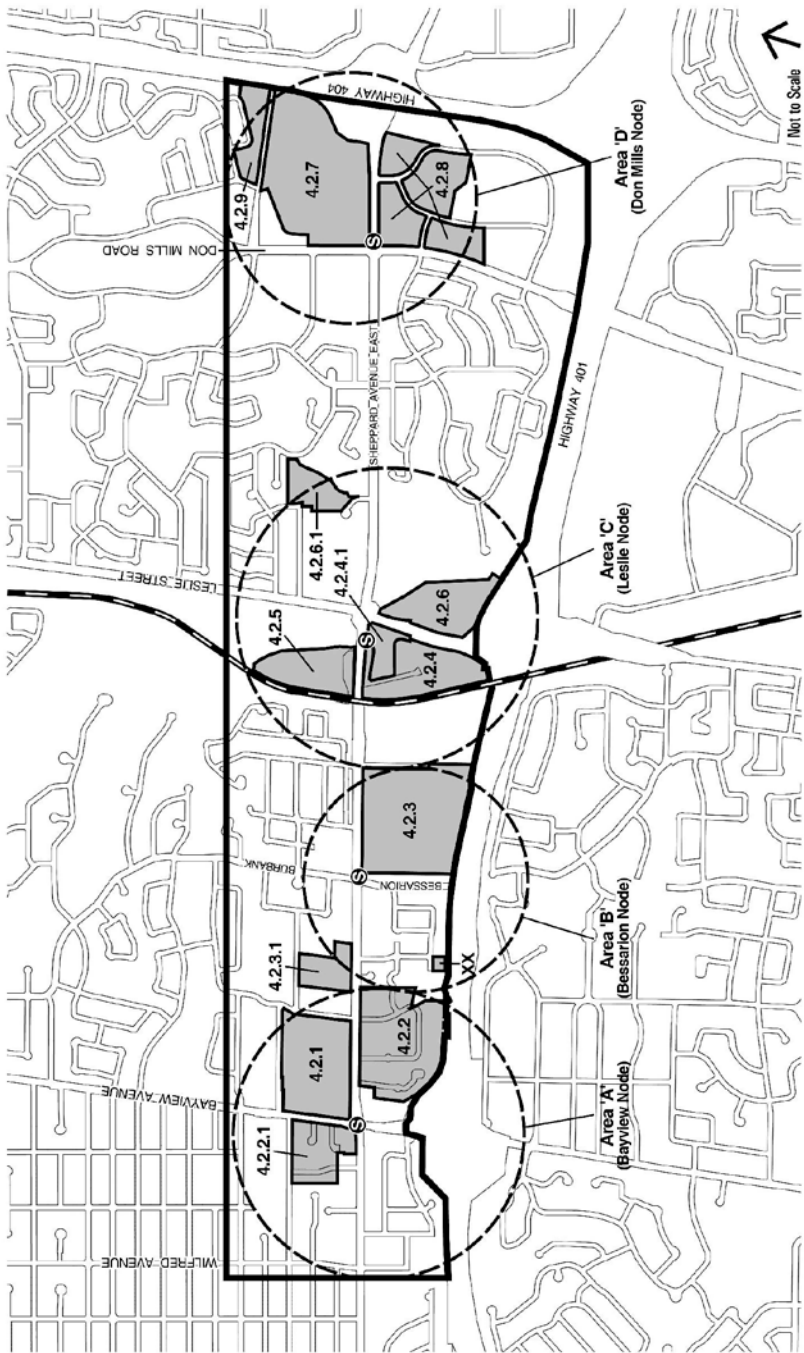 WILFRED AVENUE
BAYVIEW AVENUE
BURBANK
LESLIE STREET
DON MILLS ROAD
HIGHWAY 404
4.2.9
4.2.2.1
4.2.3.1
4.2.5
4.2.1
4.2.6.1
4.2.7
4.2.4.1
S
S
S
S
SHEPPARD AVENUE EAST
BESSARION
4.2.2
4.2.3
4.2.4
4.2.6
4.2.8
XX
HIGHWAY 401
Area 'A'
(Bayview Node)
Area 'B'
(Bessarion Node)
Area 'C'
(Leslie Node)
Area 'D'
(Don Mills Node)
Not to Scale